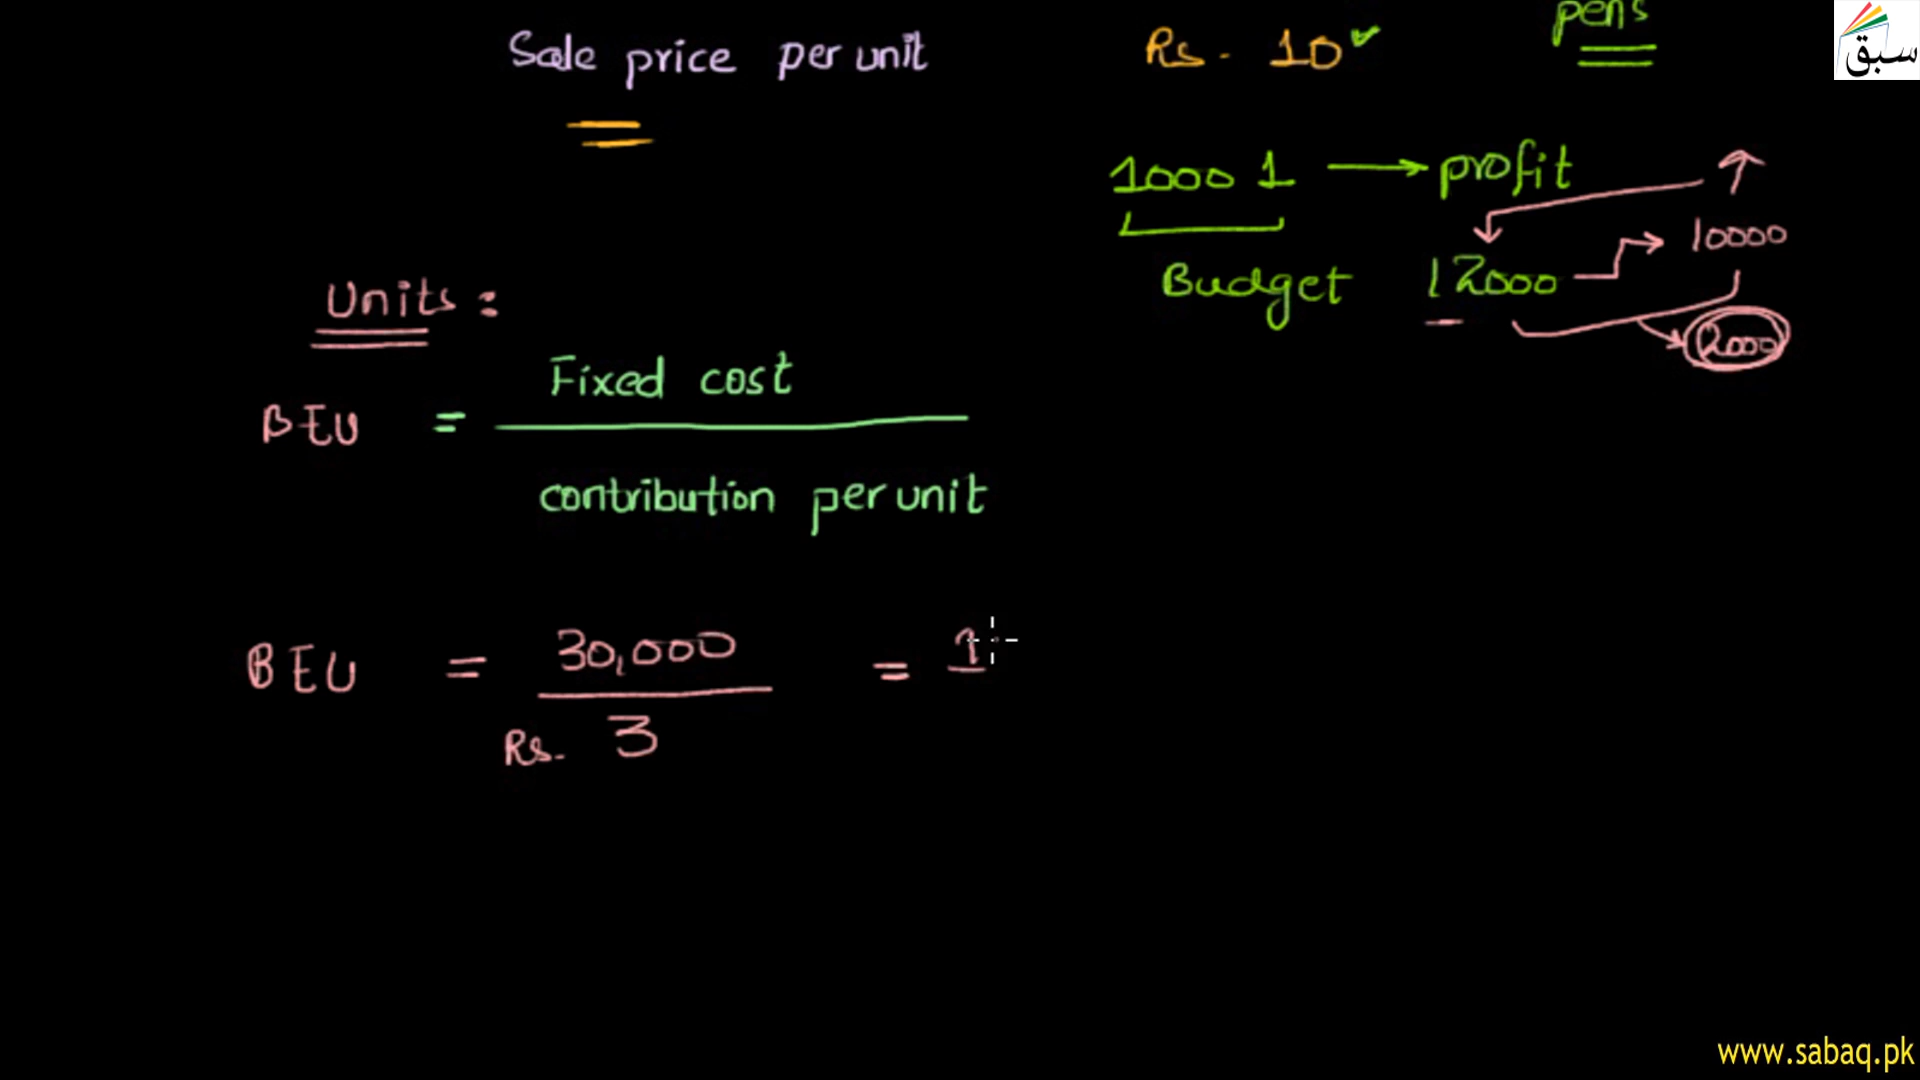 pens
سبق
Sale price per unit Rs. 10
10001 → profit
10000
Budget 12000
2000
Units :
BEU = Fixed cost
contribution per unit
BEU = 30,000 = 1
Rs. 3
www.sabaq.pk